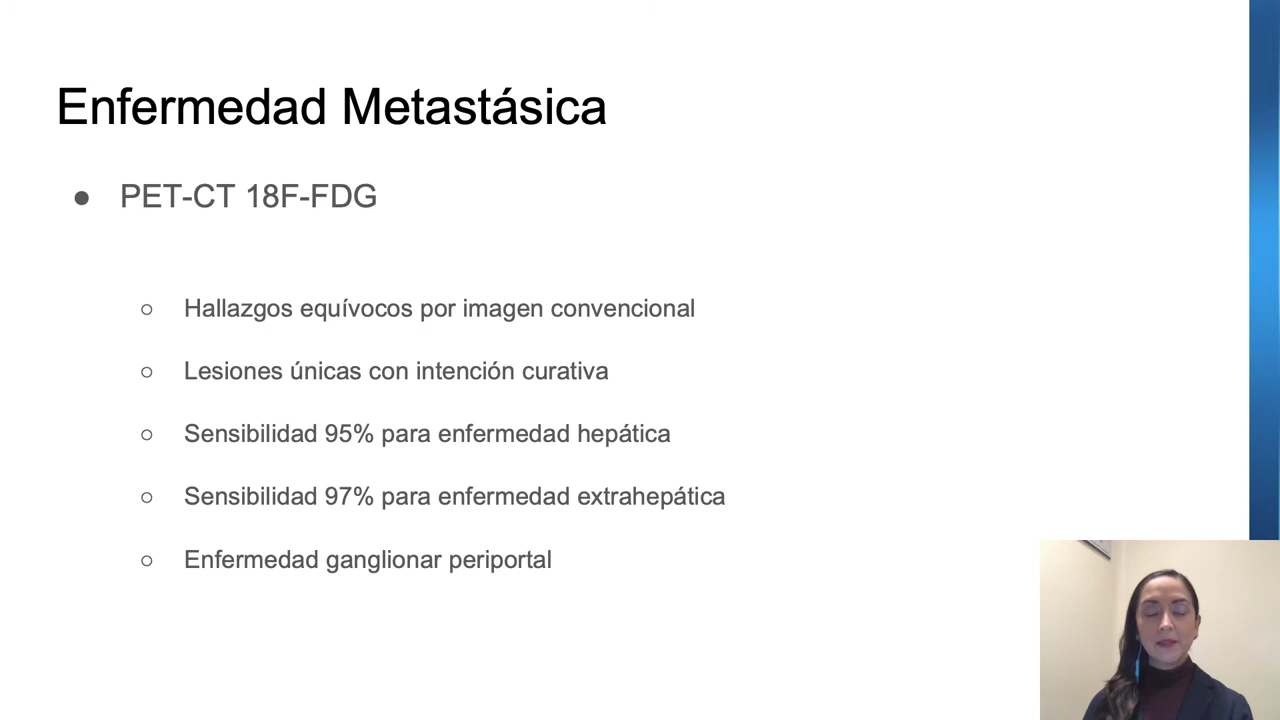 Enfermedad Metastásica
● PET-CT 18F-FDG
○ Hallazgos equívocos por imagen convencional
○ Lesiones únicas con intención curativa
○ Sensibilidad 95% para enfermedad hepática
○ Sensibilidad 97% para enfermedad extrahepática
○ Enfermedad ganglionar periportal